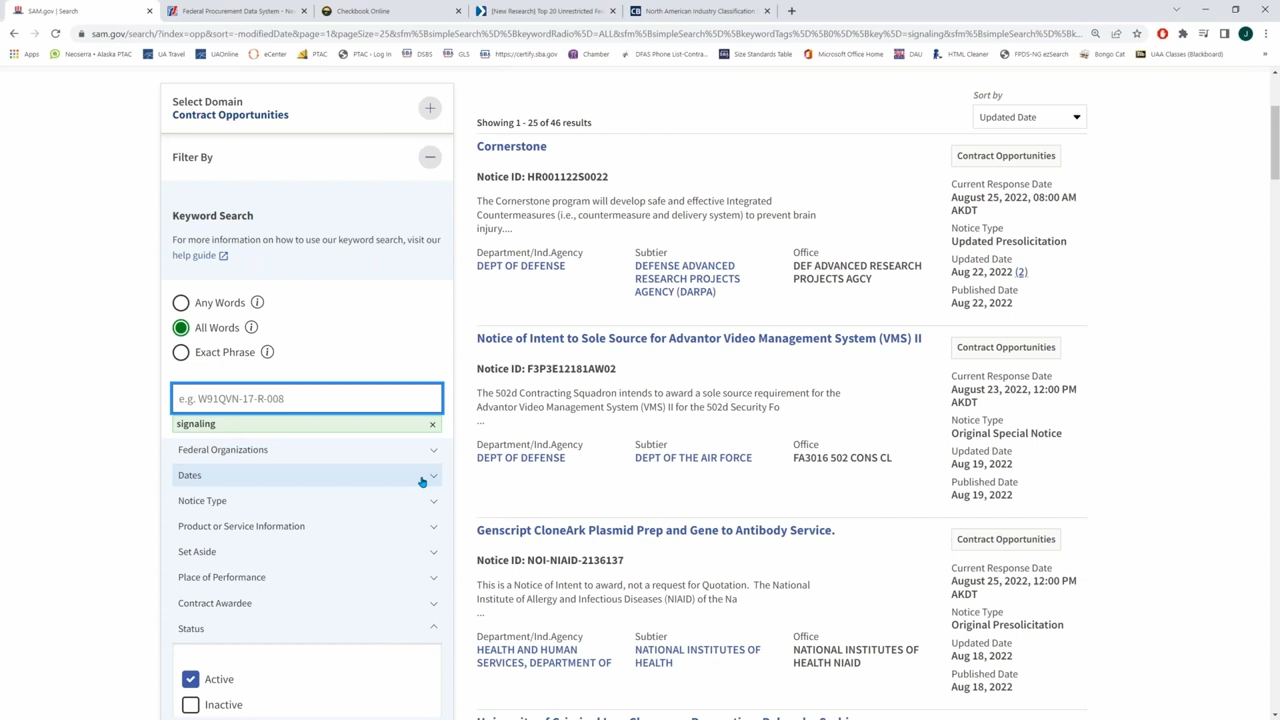 SAM.gov | Search
Federal Procurement Data System - Ne
Checkbook Online
[New Research] Top 20 Unrestricted Fe
North American Industry Classification
sam.gov/search/?index=opp&sort=-modifiedDate&page=1&pageSize=25&sfm%5BsimpleSearch%5D%5BkeywordRadio%5D=ALL&sfm%5BsimpleSearch%5D%5BkeywordTags%5D%5B0%5D%5Bkey%5D=signaling&sfm%5BsimpleSearch%5D%5Bk...
Apps
Neoserra • Alaska PTAC
UA Travel
UAOnline
eCenter
PTAC
PTAC - Log In
DSBS
GLS
https://certify.sba.gov
Chamber
DFAS Phone List-Contra...
Size Standards Table
Microsoft Office Home
DAU
HTML Cleaner
FPDS-NG ezSearch
Bongo Cat
UAA Classes (Blackboard)
Select Domain
Contract Opportunities
Filter By
Keyword Search
For more information on how to use our keyword search, visit our
help guide
Any Words
All Words
Exact Phrase
e.g. W91QVN-17-R-008
signaling
Federal Organizations
Dates
Notice Type
Product or Service Information
Set Aside
Place of Performance
Contract Awardee
Status
Active
Inactive
Sort by
Updated Date
Showing 1 - 25 of 46 results
Cornerstone
Notice ID: HR001122S0022
The Cornerstone program will develop safe and effective Integrated
Countermeasures (i.e., countermeasure and delivery system) to prevent brain
injury....
Department/Ind.Agency
DEPT OF DEFENSE
Subtier
DEFENSE ADVANCED
RESEARCH PROJECTS
AGENCY (DARPA)
Office
DEF ADVANCED RESEARCH
PROJECTS AGCY
Contract Opportunities
Current Response Date
August 25, 2022, 08:00 AM
AKDT
Notice Type
Updated Presolicitation
Updated Date
Aug 22, 2022 (2)
Published Date
Aug 22, 2022
Notice of Intent to Sole Source for Advantor Video Management System (VMS) II
Notice ID: F3P3E12181AW02
The 502d Contracting Squadron intends to award a sole source requirement for the
Advantor Video Management System (VMS) II for the 502d Security Fo
...
Department/Ind.Agency
DEPT OF DEFENSE
Subtier
DEPT OF THE AIR FORCE
Office
FA3016 502 CONS CL
Contract Opportunities
Current Response Date
August 23, 2022, 12:00 PM
AKDT
Notice Type
Original Special Notice
Updated Date
Aug 19, 2022
Published Date
Aug 19, 2022
Genscript CloneArk Plasmid Prep and Gene to Antibody Service.
Notice ID: NOI-NIAID-2136137
This is a Notice of Intent to award, not a request for Quotation. The National
Institute of Allergy and Infectious Diseases (NIAID) of the Na
...
Department/Ind.Agency
HEALTH AND HUMAN
SERVICES, DEPARTMENT OF
Subtier
NATIONAL INSTITUTES OF
HEALTH
Office
NATIONAL INSTITUTES OF
HEALTH NIAID
Contract Opportunities
Current Response Date
August 25, 2022, 12:00 PM
AKDT
Notice Type
Original Presolicitation
Updated Date
Aug 18, 2022
Published Date
Aug 18, 2022